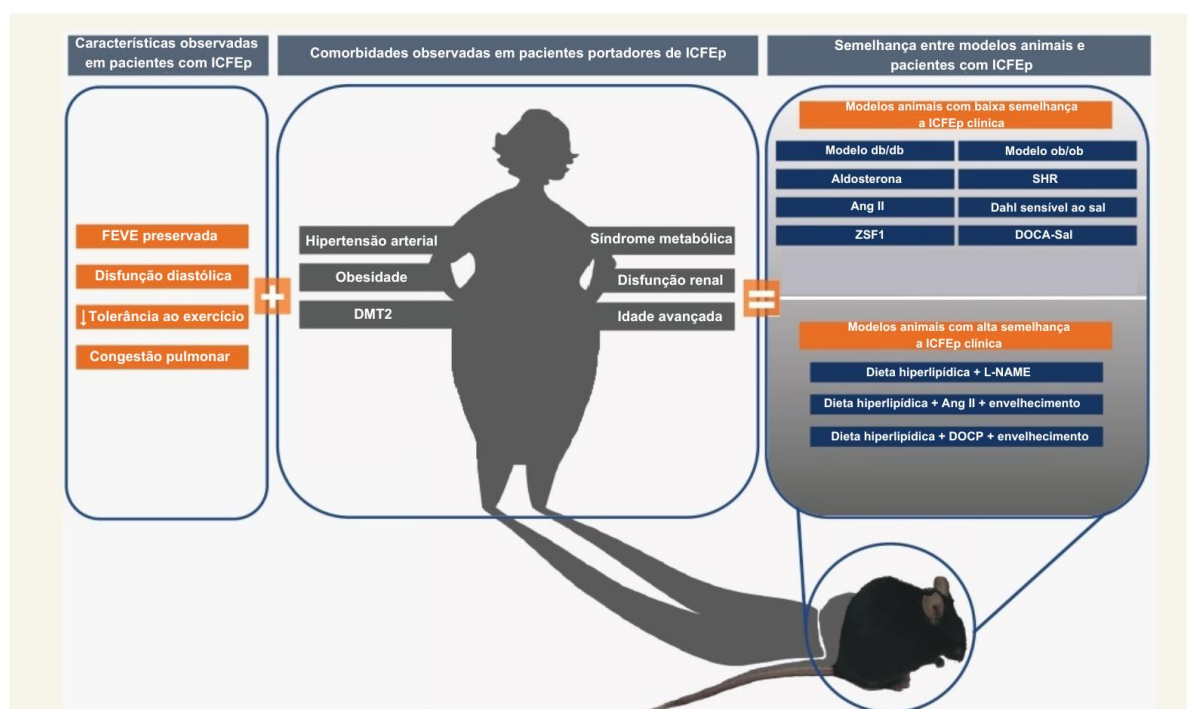 Características observadas
em pacientes com ICFEp
Comorbidades observadas em pacientes portadores de ICFEp
Semelhança entre modelos animais e
pacientes com ICFEp
FEVE preservada
Disfunção diastólica
↓Tolerância ao exercício
Congestão pulmonar
+
Hipertensão arterial
Obesidade
DMT2
Síndrome metabólica
Disfunção renal
Idade avançada
=
Modelos animais com baixa semelhança
a ICFEp clínica
Modelo db/db
Modelo ob/ob
Aldosterona
SHR
Ang II
Dahl sensível ao sal
ZSF1
DOCA-Sal
Modelos animais com alta semelhança
a ICFEp clínica
Dieta hiperlipídica + L-NAME
Dieta hiperlipídica + Ang II + envelhecimento
Dieta hiperlipídica + DOCP + envelhecimento